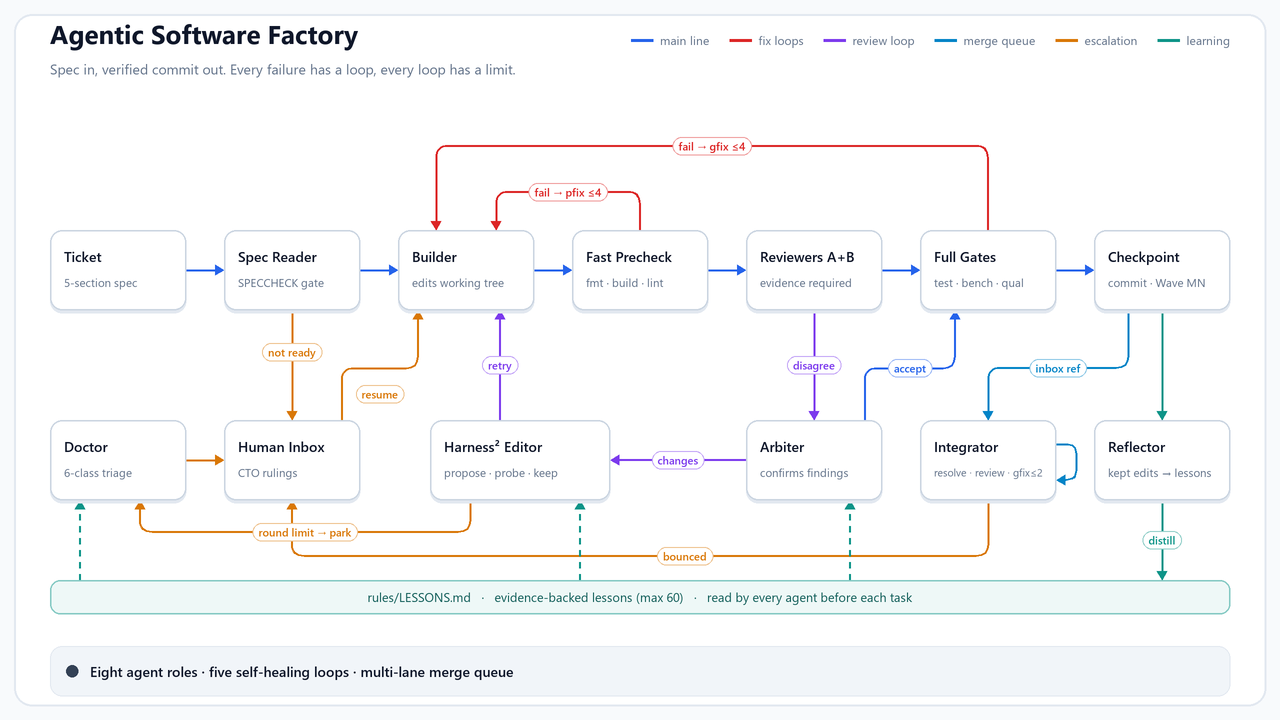 Agentic Software Factory
main line
fix loops
review loop
merge queue
escalation
learning
Spec in, verified commit out. Every failure has a loop, every loop has a limit.
fail → gfix ≤4
fail → pfix ≤4
Ticket
5-section spec
Spec Reader
SPECCHECK gate
Builder
edits working tree
Fast Precheck
fmt · build · lint
Reviewers A+B
evidence required
Full Gates
test · bench · qual
Checkpoint
commit · Wave MN
not ready
resume
retry
disagree
accept
inbox ref
Doctor
6-class triage
Human Inbox
CTO rulings
Harness² Editor
propose · probe · keep
changes
Arbiter
confirms findings
Integrator
resolve · review · gfix≤2
Reflector
kept edits → lessons
round limit → park
bounced
distill
rules/LESSONS.md · evidence-backed lessons (max 60) · read by every agent before each task
Eight agent roles · five self-healing loops · multi-lane merge queue